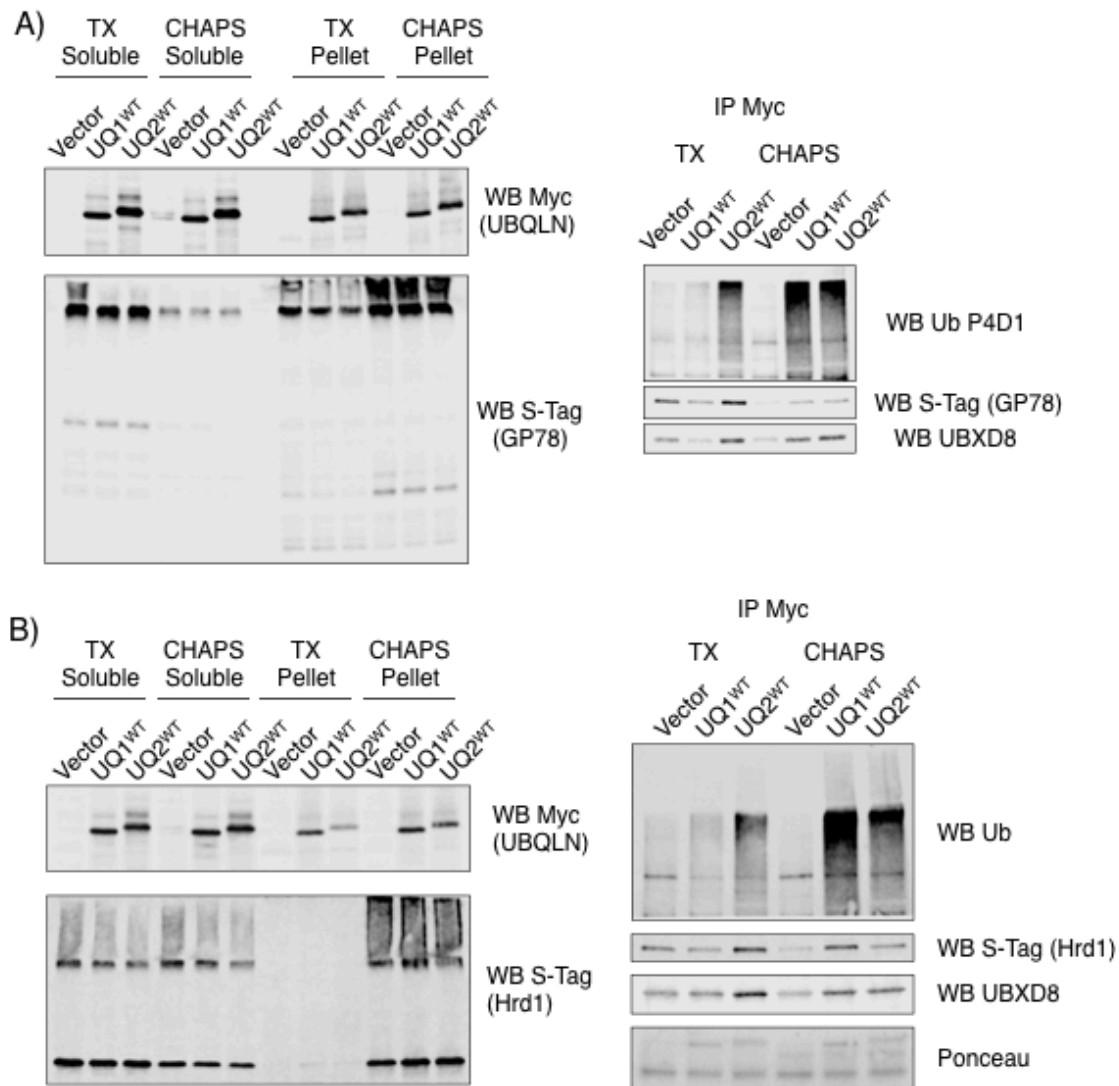 A)
TX Soluble
CHAPS Soluble
TX Pellet
CHAPS Pellet
Vector UQ1WT UQ2WT Vector UQ1WT UQ2WT Vector UQ1WT UQ2WT Vector UQ1WT UQ2WT
WB Myc
(UBQLN)
WB S-Tag
(GP78)
IP Myc
TX CHAPS
Vector UQ1WT UQ2WT Vector UQ1WT UQ2WT
WB Ub P4D1
WB S-Tag (GP78)
WB UBXD8
B)
TX Soluble
CHAPS Soluble
TX Pellet
CHAPS Pellet
Vector UQ1WT UQ2WT Vector UQ1WT UQ2WT Vector UQ1WT UQ2WT Vector UQ1WT UQ2WT
WB Myc
(UBQLN)
WB S-Tag
(Hrd1)
IP Myc
TX CHAPS
Vector UQ1WT UQ2WT Vector UQ1WT UQ2WT
WB Ub
WB S-Tag (Hrd1)
WB UBXD8
Ponceau